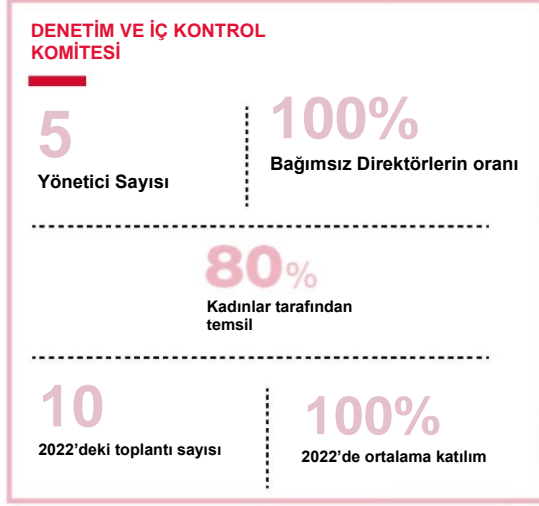 DENETİM VE İÇ KONTROL
KOMİTESİ
5
Yönetici Sayısı
100%
Bağımsız Direktörlerin oranı
80%
Kadınlar tarafından
temsil
10
2022’deki toplantı sayısı
100%
2022’de ortalama katılım